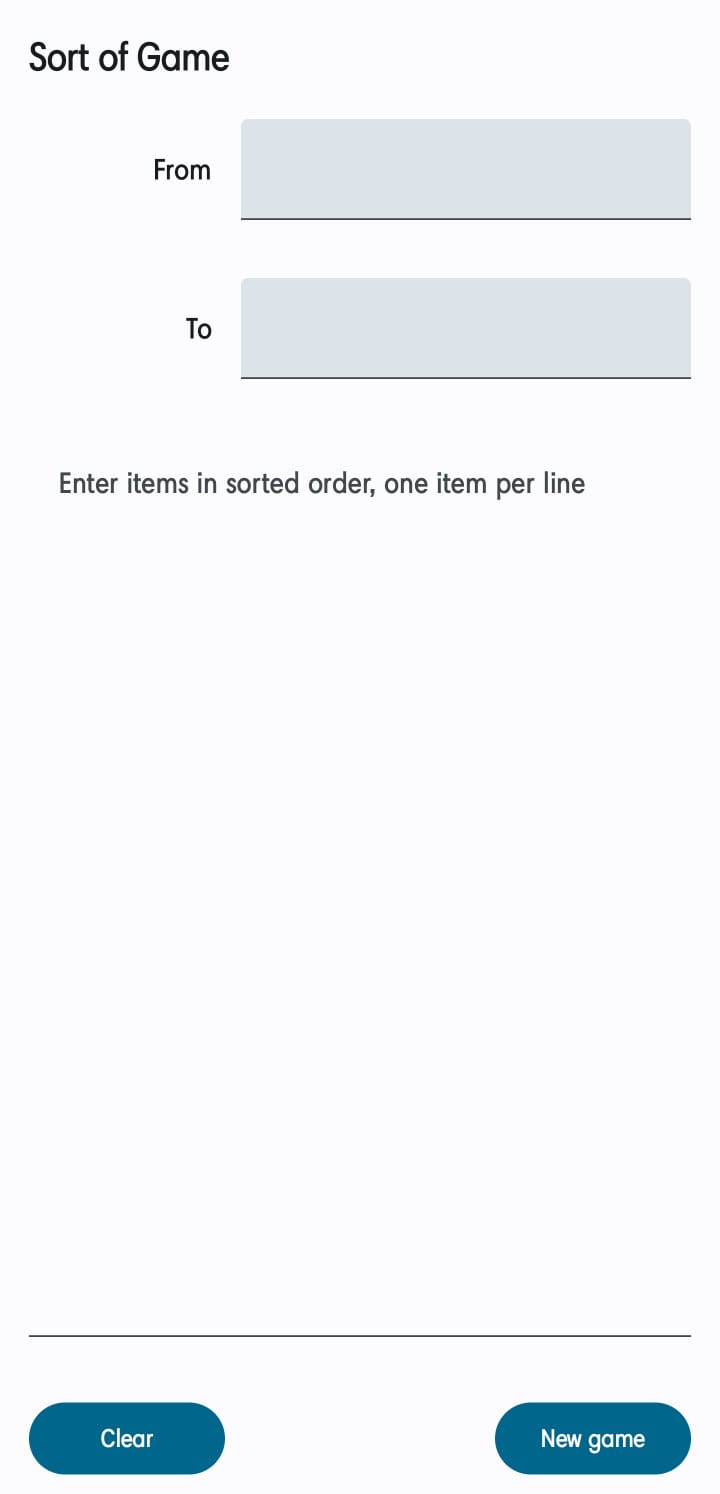 Sort of Game
From
To
Enter items in sorted order, one item per line
Clear
New game